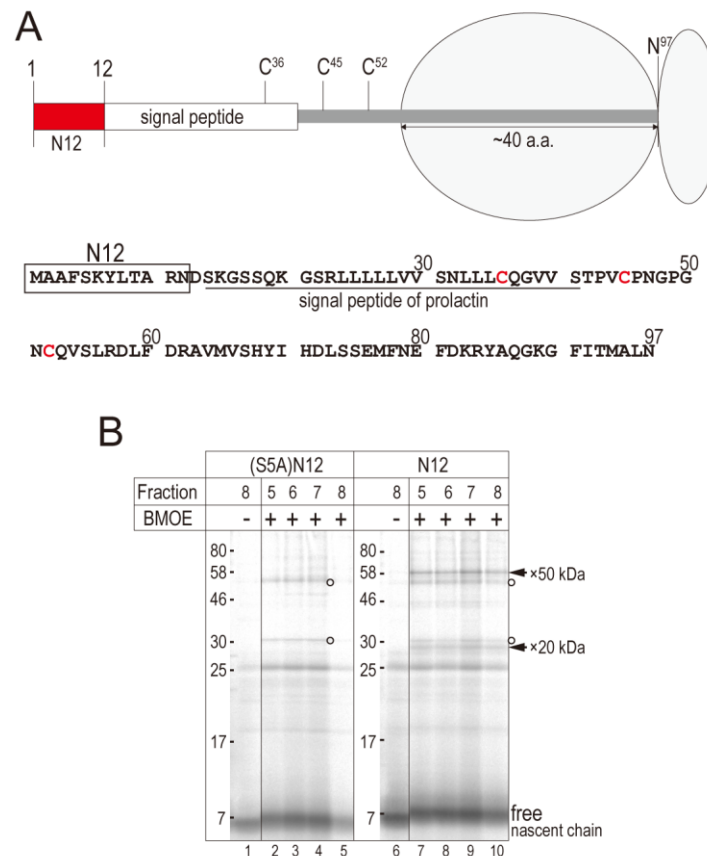 A
1 12 C36 C45 C52 N97
signal peptide
N12
~40 a.a.
N12
30 50
MAAFSKYLTA RNDSKGSSQK GSRLLLLLVV SNLLLCQGVV STPVCPNGPG
signal peptide of prolactin
60 80 97
NCQVSLRDLF DRAVMVSHYI HDLSSEMFNE FDKRYAQGKG FITMALN
B
(S5A)N12 N12
Fraction 8 5 6 7 8 8 5 6 7 8
BMOE - + + + + - + + + +
80 80
58 58 ×50 kDa
46 46
30 30 ×20 kDa
25 25
17 17
7 7 free
nascent chain
1 2 3 4 5 6 7 8 9 10